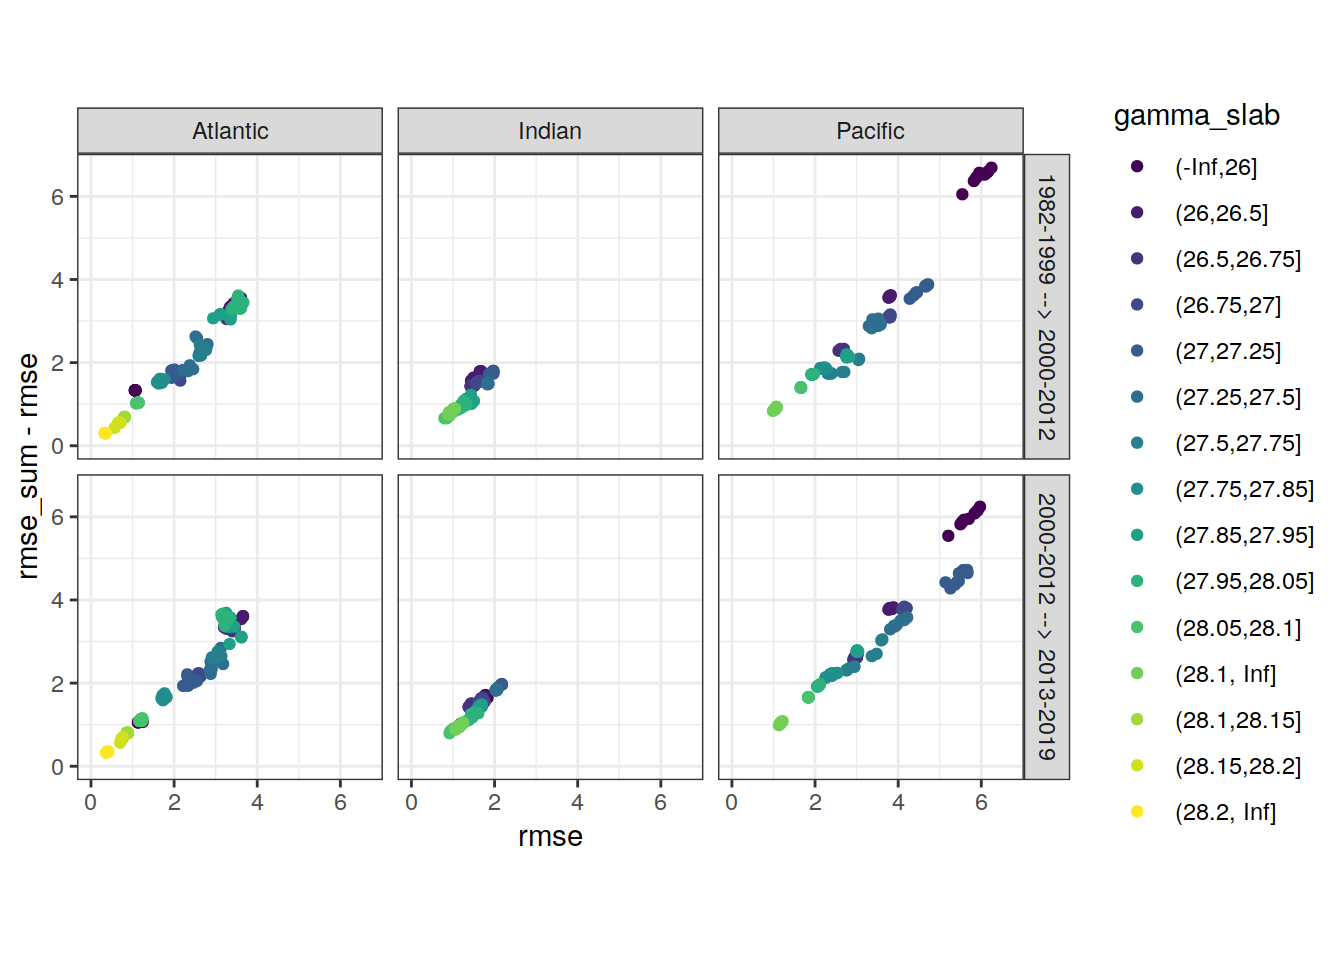 Atlantic
Indian
Pacific
6
4
2
0
1982-1999 --> 2000-2012
6
4
2
0
2000-2012 --> 2013-2019
0 2 4 6
0 2 4 6
0 2 4 6
rmse
rmse_sum - rmse
gamma_slab
(-Inf,26]
(26,26.5]
(26.5,26.75]
(26.75,27]
(27,27.25]
(27.25,27.5]
(27.5,27.75]
(27.75,27.85]
(27.85,27.95]
(27.95,28.05]
(28.05,28.1]
(28.1, Inf]
(28.1,28.15]
(28.15,28.2]
(28.2, Inf]